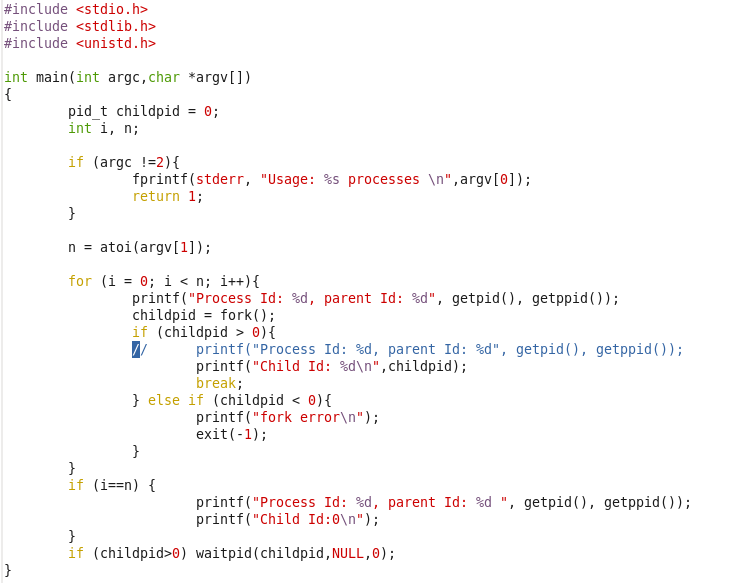 #include <stdio.h>
#include <stdlib.h>
#include <unistd.h>

int main(int argc,char *argv[])
{
        pid_t childpid = 0;
        int i, n;

        if (argc !=2){
                fprintf(stderr, "Usage: %s processes \n",argv[0]);
                return 1;
        }

        n = atoi(argv[1]);

        for (i = 0; i < n; i++){
                printf("Process Id: %d, parent Id: %d", getpid(), getppid());
                childpid = fork();
                if (childpid > 0){
                //      printf("Process Id: %d, parent Id: %d", getpid(), getppid());
                        printf("Child Id: %d\n",childpid);
                        break;
                } else if (childpid < 0){
                        printf("fork error\n");
                        exit(-1);
                }
        }
        if (i==n) {
                        printf("Process Id: %d, parent Id: %d ", getpid(), getppid());
                        printf("Child Id:0\n");
        }
        if (childpid>0) waitpid(childpid,NULL,0);
}